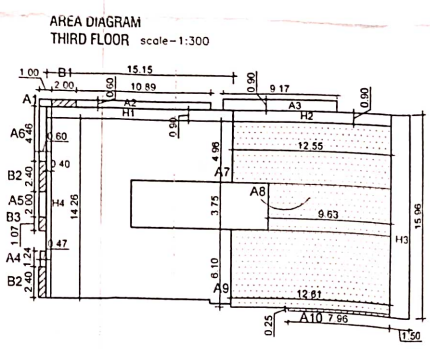 AREA DIAGRAM
THIRD FLOOR scale-1:300
1.00 B1 15.15
2.00 0.60 10.89 0.90 9.17 0.90
A1 A2 A3
H1 H2
4.46 0.90
A6 0.60 4.96 12.55
0.40 A7
B2 2.40
A5 2.00 H4 14.26 3.75 A8 9.63 H3 15.96
B3
1.07
0.47
A4 1.24
B2 2.40 6.10 A9 12.61
0.25 A10 7.96
1.50